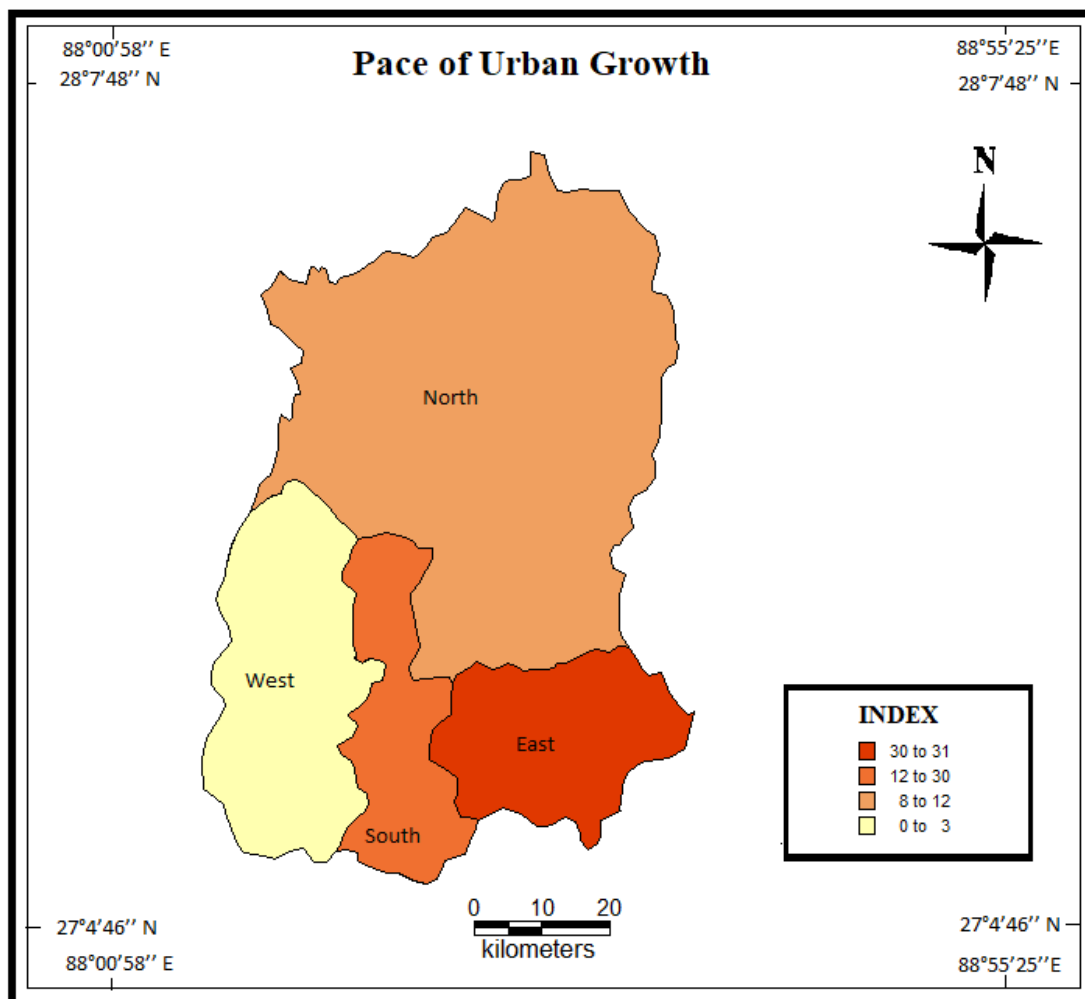 88°00'58’’ E
88°55'25’’ E
28°7'48’’ N
Pace of Urban Growth
28°7'48’’ N
N
North
West
East
South
INDEX
30 to 31
12 to 30
8 to 12
0 to 3
0 10 20
kilometers
27°4'46’’ N
27°4'46’’ N
88°00'58’’ E
88°55'25’’E